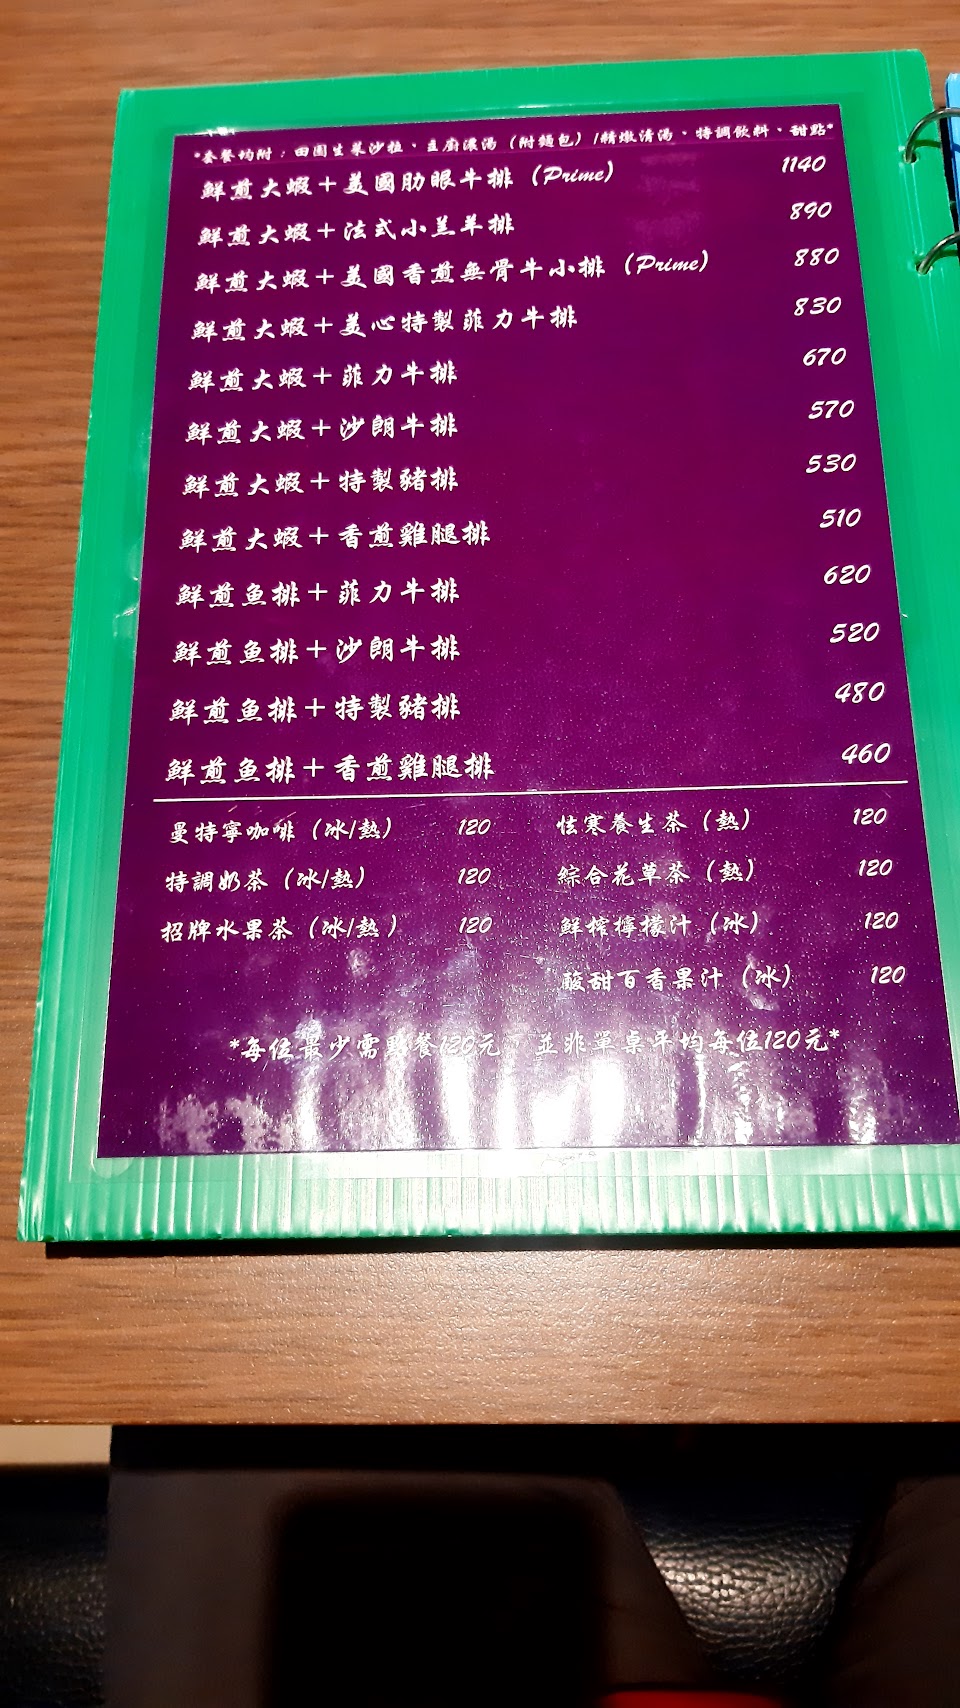 *套餐均附：田園生菜沙拉、主廚濃湯（附麵包）/精燉清湯、特調飲料、甜點*
鮮煎大蝦＋美國肋眼牛排（Prime） 1140
鮮煎大蝦＋法式小羔羊排 890
鮮煎大蝦＋美國香煎無骨牛小排（Prime） 880
鮮煎大蝦＋美心特製菲力牛排 830
鮮煎大蝦＋菲力牛排 670
鮮煎大蝦＋沙朗牛排 570
鮮煎大蝦＋特製豬排 530
鮮煎大蝦＋香煎雞腿排 510
鮮煎魚排＋菲力牛排 620
鮮煎魚排＋沙朗牛排 520
鮮煎魚排＋特製豬排 480
鮮煎魚排＋香煎雞腿排 460
曼特寧咖啡（冰/熱） 120 怯寒養生茶（熱） 120
特調奶茶（冰/熱） 120 綜合花草茶（熱） 120
招牌水果茶（冰/熱） 120 鮮榨檸檬汁（冰） 120
酸甜百香果汁（冰） 120
*每位最少需點餐120元 並非單桌平均每位120元*